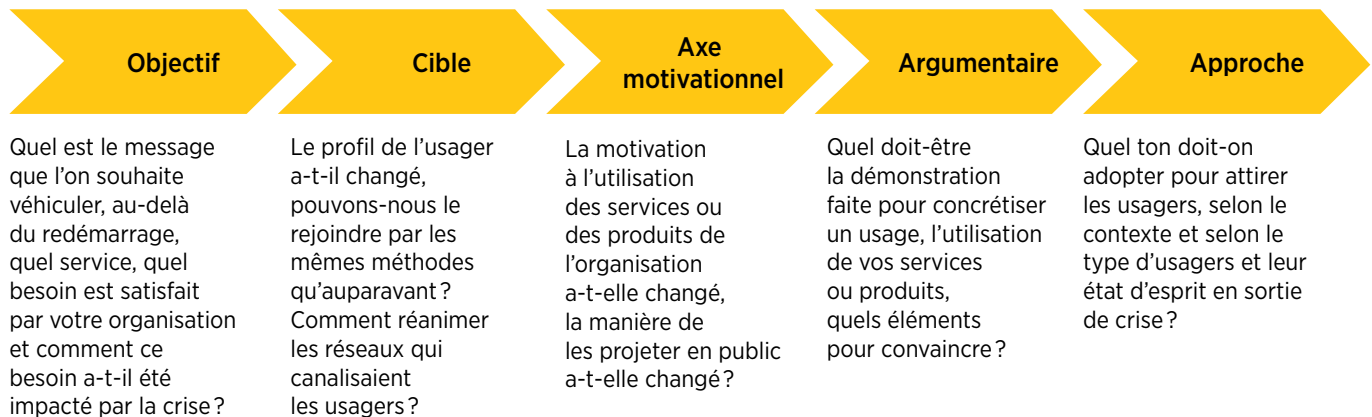 Objectif
Cible
Axe
motivationnel
Argumentaire
Approche
Quel est le message
que l'on souhaite
véhiculer, au-delà
du redémarrage,
quel service, quel
besoin est satisfait
par votre organisation
et comment ce
besoin a-t-il été
impacté par la crise ?
Le profil de l'usager
a-t-il changé,
pouvons-nous le
rejoindre par les
mêmes méthodes
qu'auparavant ?
Comment réanimer
les réseaux qui
canalisaient
les usagers ?
La motivation
à l'utilisation
des services ou
des produits de
l'organisation
a-t-elle changé,
la manière de
les projeter en public
a-t-elle changé ?
Quel doit-être
la démonstration
faite pour concrétiser
un usage, l'utilisation
de vos services
ou produits,
quels éléments
pour convaincre ?
Quel ton doit-on
adopter pour attirer
les usagers, selon le
contexte et selon le
type d'usagers et leur
état d'esprit en sortie
de crise ?